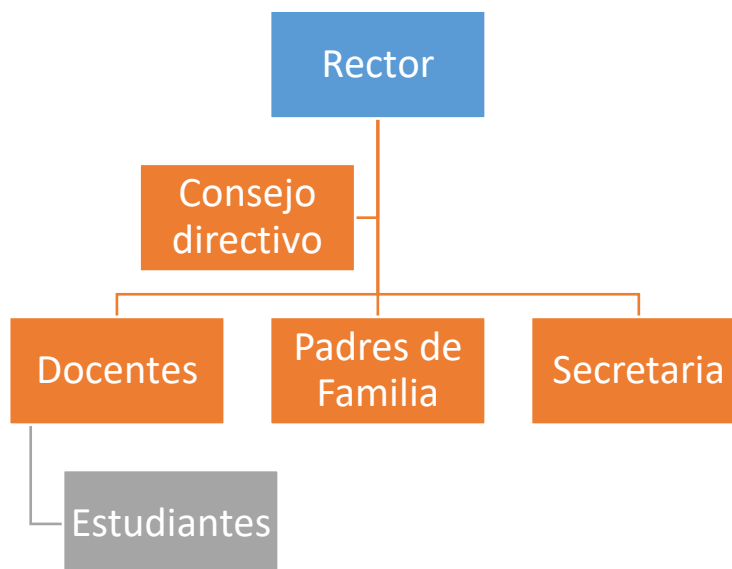 Rector
Consejo
directivo
Docentes
Padres de
Familia
Secretaria
Estudiantes